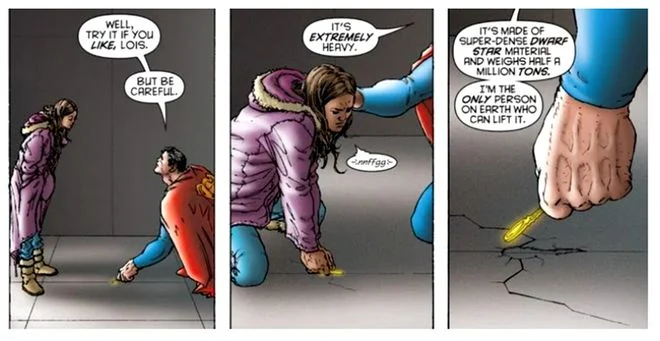 WELL,
TRY IT IF YOU
LIKE, LOIS.
BUT BE
CAREFUL.
IT'S
EXTREMELY
HEAVY.
-:nnffgg:-
IT'S MADE OF
SUPER-DENSE DWARF
STAR MATERIAL
AND WEIGHS HALF A
MILLION TONS.
I'M THE
ONLY PERSON
ON EARTH WHO
CAN LIFT IT.